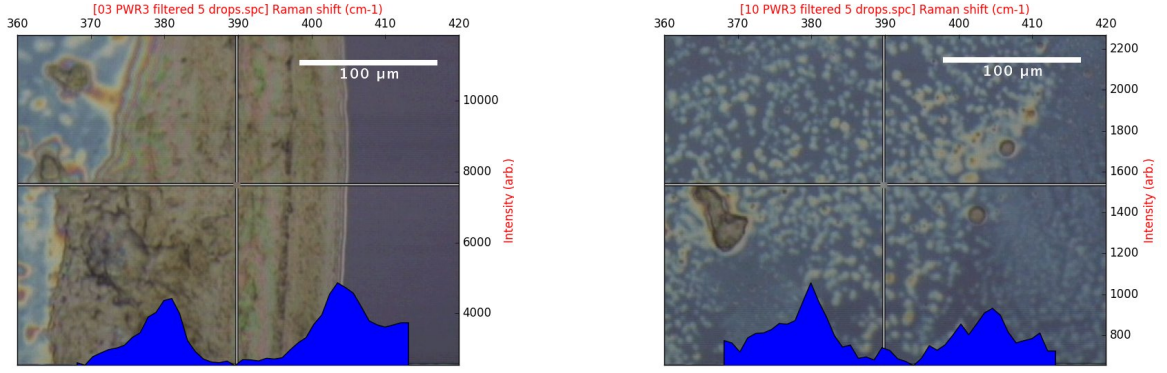 [03 PWR3 filtered 5 drops.spc] Raman shift (cm-1)
360 370 380 390 400 410 420
100 µm
10000
8000
6000
4000
Intensity (arb.)
[10 PWR3 filtered 5 drops.spc] Raman shift (cm-1)
360 370 380 390 400 410 420
100 µm
2200
2000
1800
1600
1400
1200
1000
800
Intensity (arb.)